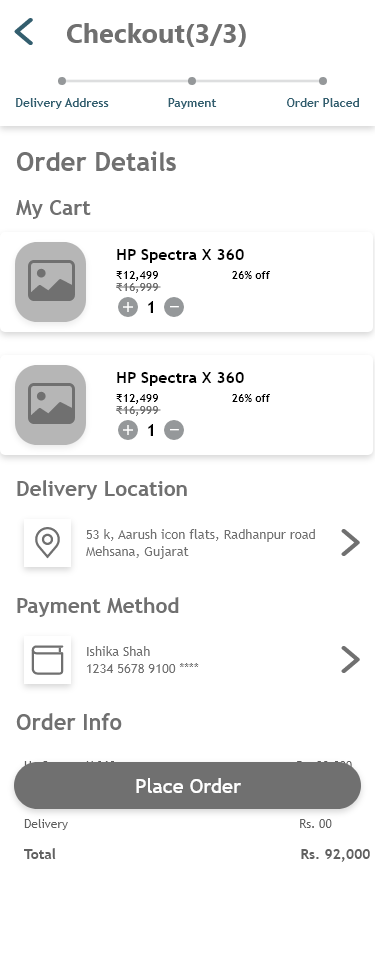 Checkout(3/3)
Delivery Address Payment Order Placed
Order Details
My Cart
HP Spectra X 360
₹12,499 26% off
₹16,999
1
HP Spectra X 360
₹12,499 26% off
₹16,999
1
Delivery Location
53 k, Aarush icon flats, Radhanpur road
Mehsana, Gujarat
Payment Method
Ishika Shah
1234 5678 9100 ****
Order Info
Place Order
Delivery Rs. 00
Total Rs. 92,000